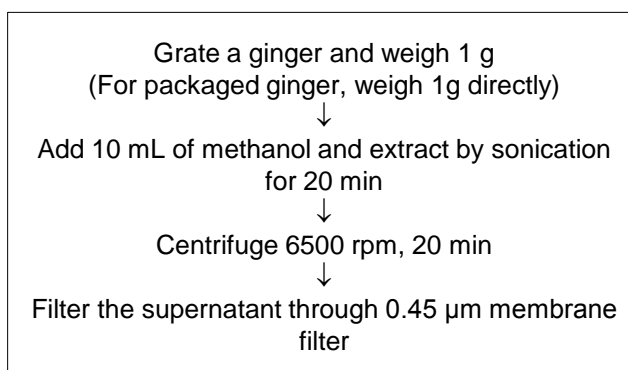 Grate a ginger and weigh 1 g
(For packaged ginger, weigh 1g directly)
↓
Add 10 mL of methanol and extract by sonication
for 20 min
↓
Centrifuge 6500 rpm, 20 min
↓
Filter the supernatant through 0.45 μm membrane
filter